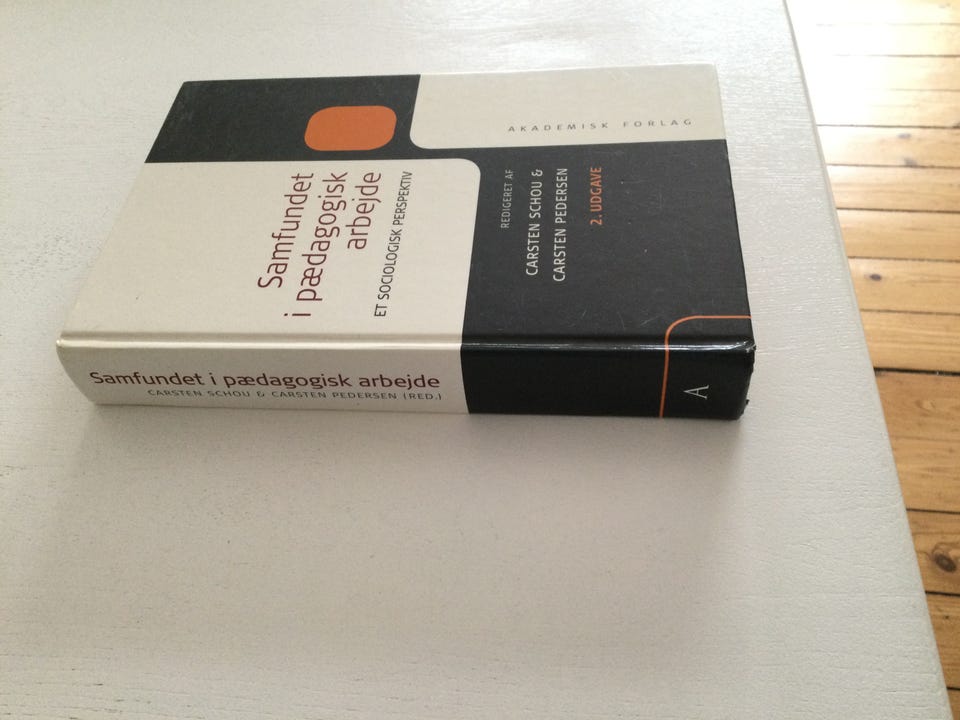 Samfundet
i pædagogisk
arbejde
ET SOCIOLOGISK PERSPEKTIV
REDIGERET AF
CARSTEN SCHOU &
CARSTEN PEDERSEN
2. UDGAVE
AKADEMISK FORLAG
Samfundet i pædagogisk arbejde
CARSTEN SCHOU & CARSTEN PEDERSEN (RED.)
A